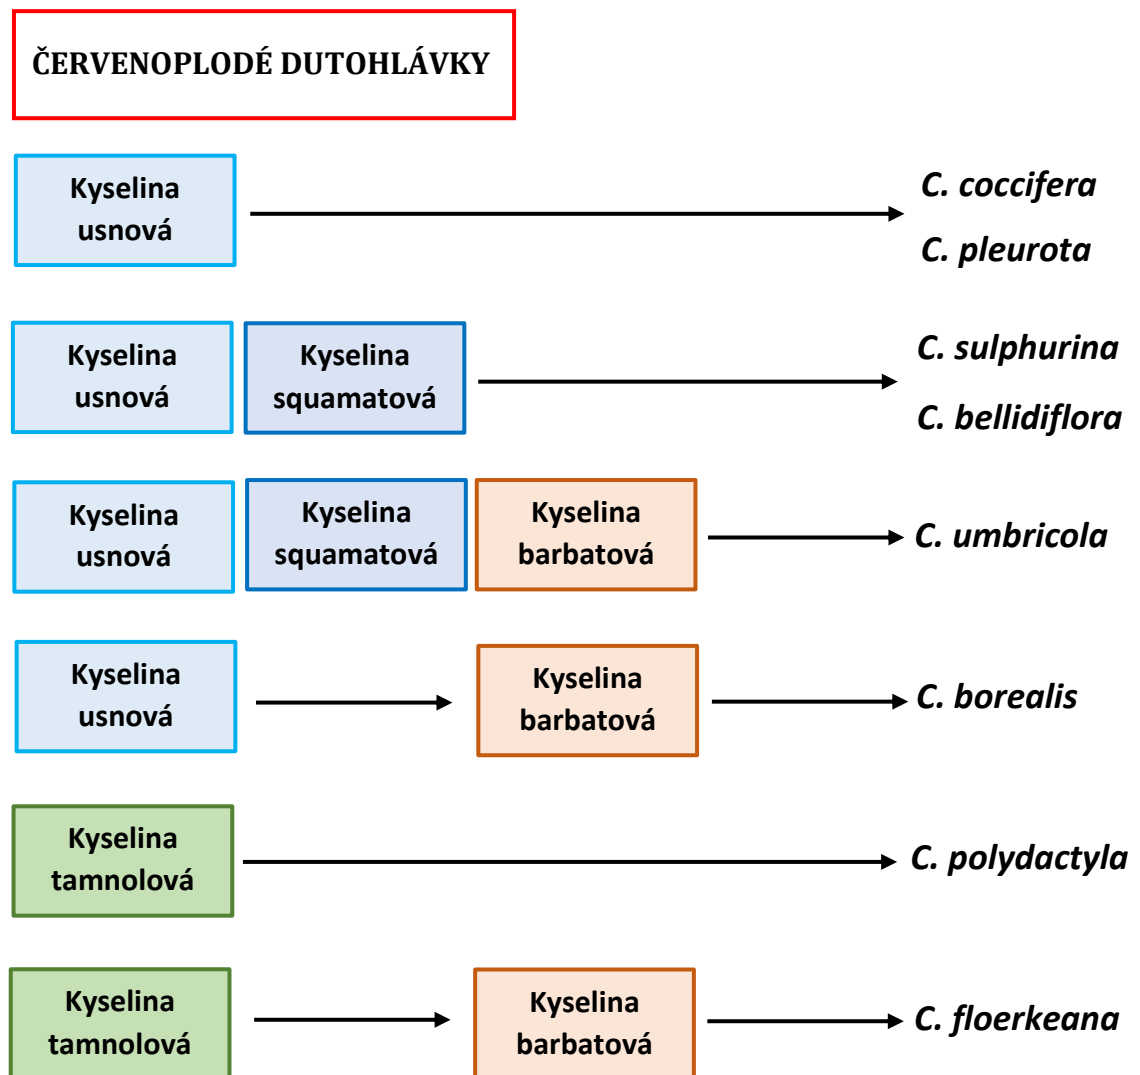 ČERVENOPLODÉ DUTOHLÁVKY
Kyselina
usnová
C. coccifera
C. pleurota
Kyselina
usnová
Kyselina
squamatová
C. sulphurina
C. bellidiflora
Kyselina
usnová
Kyselina
squamatová
Kyselina
barbatová
C. umbricola
Kyselina
usnová
Kyselina
barbatová
C. borealis
Kyselina
tamnolová
C. polydactyla
Kyselina
tamnolová
Kyselina
barbatová
C. floerkeana